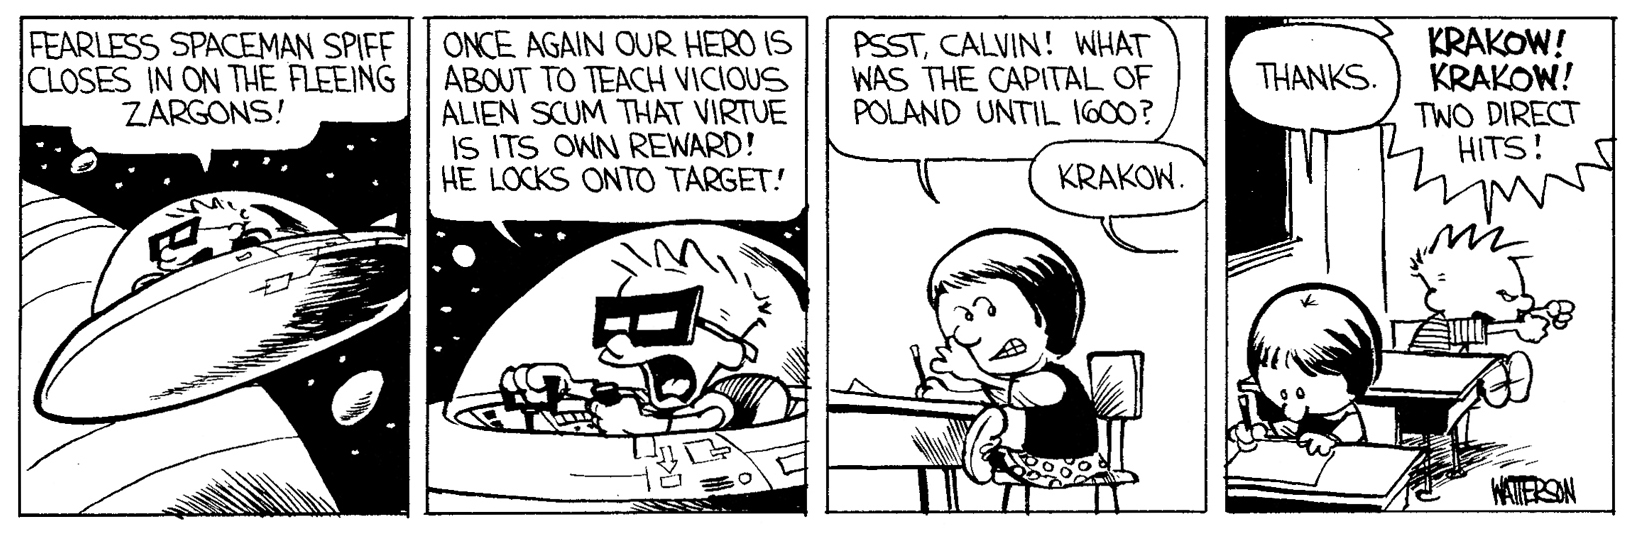 FEARLESS SPACEMAN SPIFF
CLOSES IN ON THE FLEEING
ZARGONS!
ONCE AGAIN OUR HERO IS
ABOUT TO TEACH VICIOUS
ALIEN SCUM THAT VIRTUE
IS ITS OWN REWARD!
HE LOCKS ONTO TARGET!
PSST, CALVIN! WHAT
WAS THE CAPITAL OF
POLAND UNTIL 1600?
KRAKOW.
THANKS.
KRAKOW!
KRAKOW!
TWO DIRECT
HITS!
WATTERSON